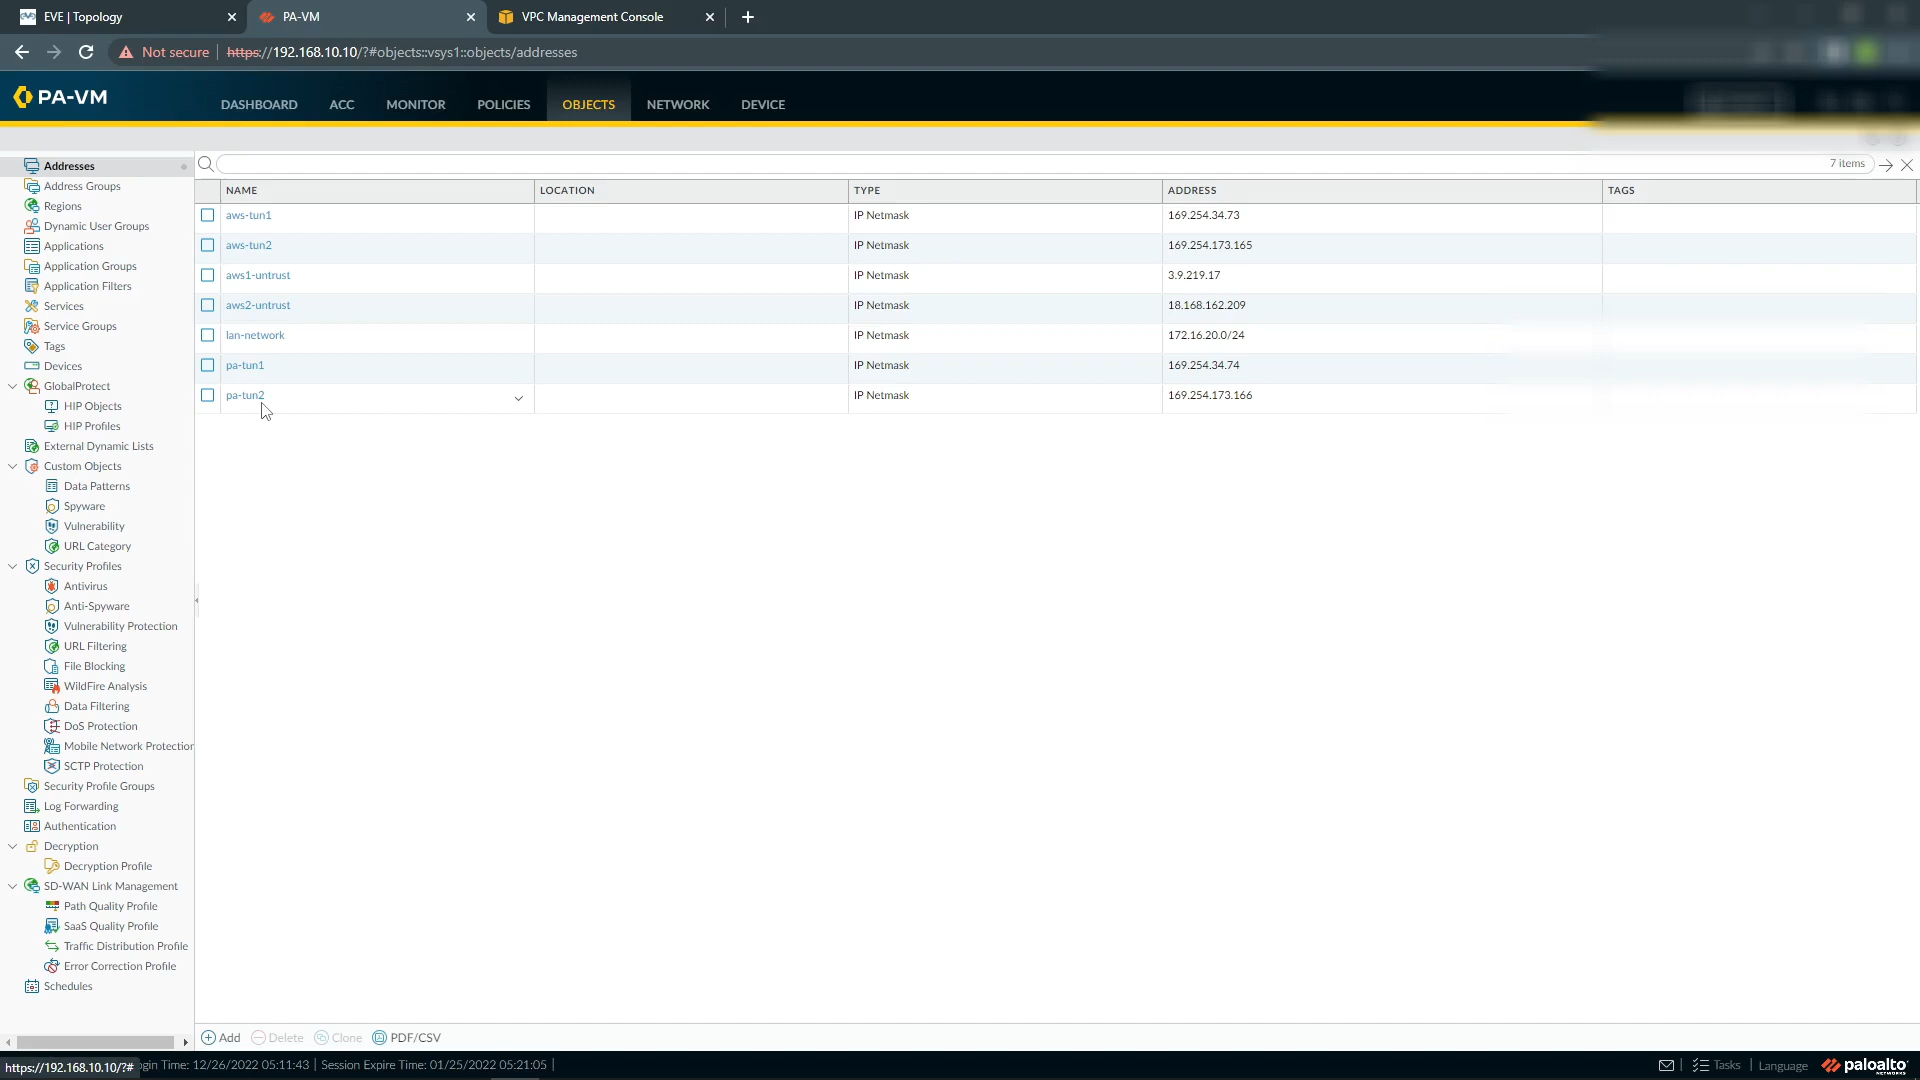 EVE | Topology
PA-VM
VPC Management Console
Not secure
https://192.168.10.10/?#objects::vsys1::objects/addresses
PA-VM
DASHBOARD
ACC
MONITOR
POLICIES
OBJECTS
NETWORK
DEVICE
Addresses
Address Groups
Regions
Dynamic User Groups
Applications
Application Groups
Application Filters
Services
Service Groups
Tags
Devices
GlobalProtect
HIP Objects
HIP Profiles
External Dynamic Lists
Custom Objects
Data Patterns
Spyware
Vulnerability
URL Category
Security Profiles
Antivirus
Anti-Spyware
Vulnerability Protection
URL Filtering
File Blocking
WildFire Analysis
Data Filtering
DoS Protection
Mobile Network Protection
SCTP Protection
Security Profile Groups
Log Forwarding
Authentication
Decryption
Decryption Profile
SD-WAN Link Management
Path Quality Profile
SaaS Quality Profile
Traffic Distribution Profile
Error Correction Profile
Schedules
7 items
NAME LOCATION TYPE ADDRESS TAGS
aws-tun1 IP Netmask 169.254.34.73
aws-tun2 IP Netmask 169.254.173.165
aws1-untrust IP Netmask 3.9.219.17
aws2-untrust IP Netmask 18.168.162.209
lan-network IP Netmask 172.16.20.0/24
pa-tun1 IP Netmask 169.254.34.74
pa-tun2 IP Netmask 169.254.173.166
Add Delete Clone PDF/CSV
https://192.168.10.10/?#
gin Time: 12/26/2022 05:11:43 | Session Expire Time: 01/25/2022 05:21:05 |
Tasks | Language
paloalto
NETWORKS